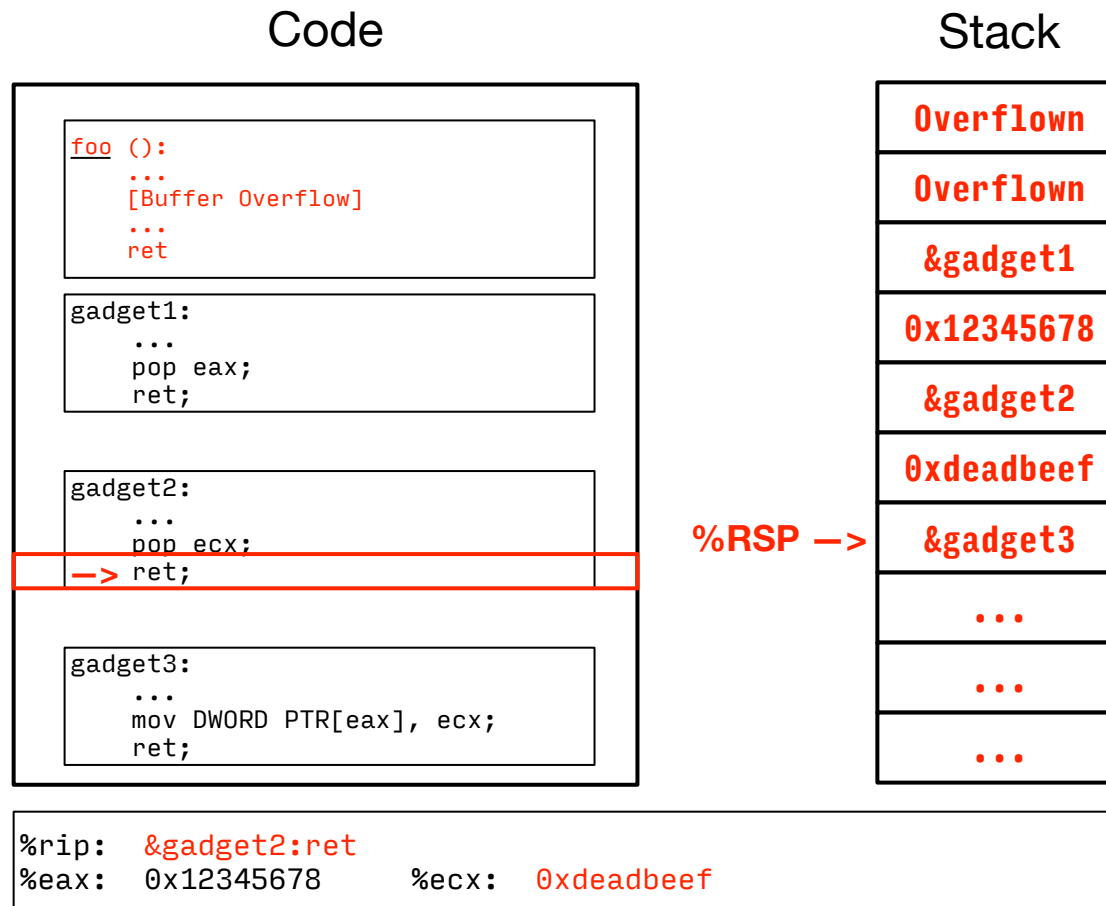 Code
foo ():
...
[Buffer Overflow]
...
ret
gadget1:
...
pop eax;
ret;
gadget2:
...
pop ecx;
—> ret;
gadget3:
...
mov DWORD PTR[eax], ecx;
ret;
Stack
Overflown
Overflown
&gadget1
0x12345678
&gadget2
0xdeadbeef
%RSP —> &gadget3
...
...
...
%rip: &gadget2:ret
%eax: 0x12345678 %ecx: 0xdeadbeef